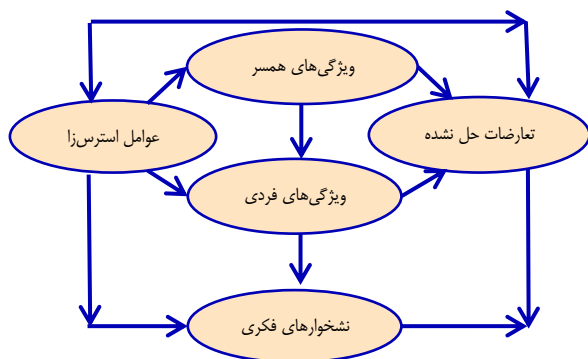 ویژگی‌های همسر
عوامل استرس‌زا
تعارضات حل نشده
ویژگی‌های فردی
نشخوارهای فکری